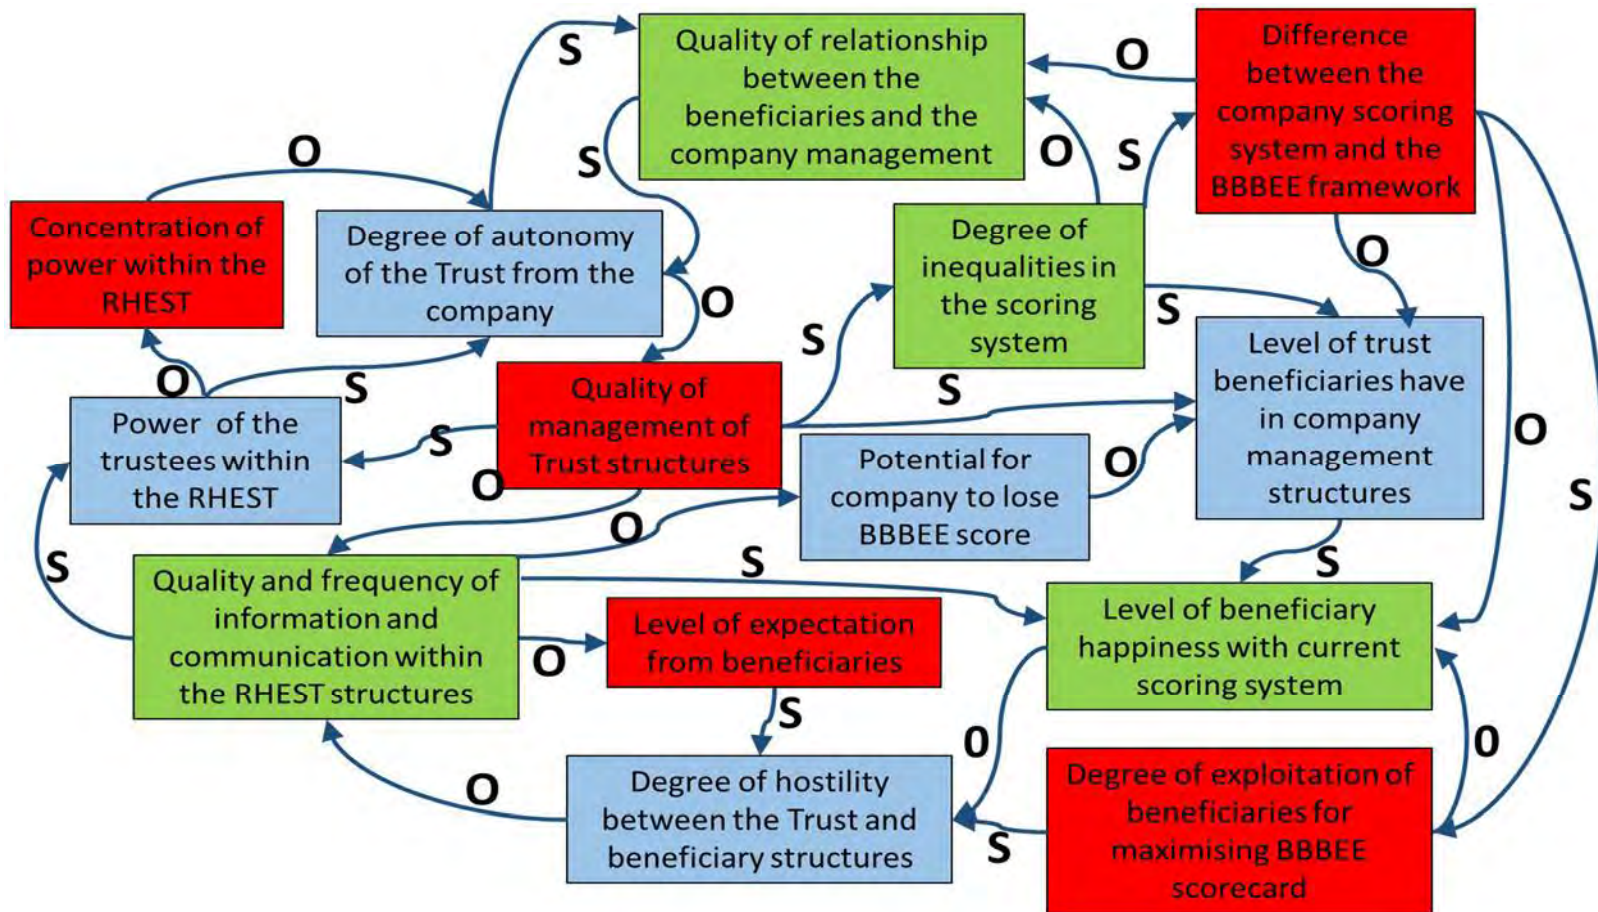 Quality of relationship
between the
beneficiaries and the
company management
Difference
between the
company scoring
system and the
BBBEE framework
S
O
O
S
O
S
Concentration of
power within the
RHEST
Degree of autonomy
of the Trust from the
company
Degree of
inequalities in
the scoring
system
O
O
S
S
Level of trust
beneficiaries have
in company
management
structures
O
S
S
Power of the
trustees within
the RHEST
S
Quality of
management of
Trust structures
Potential for
company to lose
BBBEE score
O
O
O
O
S
S
S
S
Quality and frequency of
information and
communication within
the RHEST structures
O
Level of expectation
from beneficiaries
Level of beneficiary
happiness with current
scoring system
S
O
Degree of hostility
between the Trust and
beneficiary structures
0
0
S
Degree of exploitation of
beneficiaries for
maximising BBBEE
scorecard